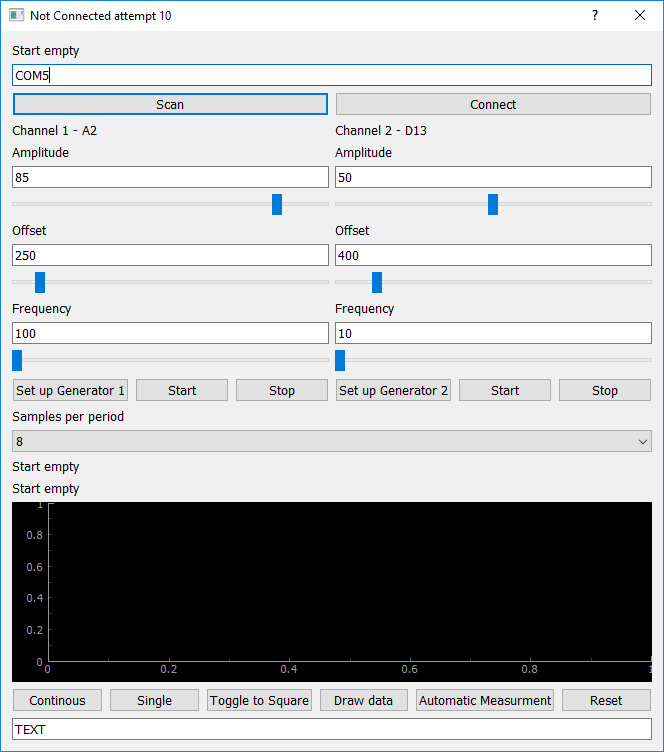 Not Connected attempt 10
?
Start empty
COM5
Scan Connect
Channel 1 - A2 Channel 2 - D13
Amplitude Amplitude
85 50
Offset Offset
250 400
Frequency Frequency
100 10
Set up Generator 1 Start Stop Set up Generator 2 Start Stop
Samples per period
8
Start empty
Start empty
1
0.8
0.6
0.4
0.2
0
0 0.2 0.4 0.6 0.8 1
Continous Single Toggle to Square Draw data Automatic Measurment Reset
TEXT